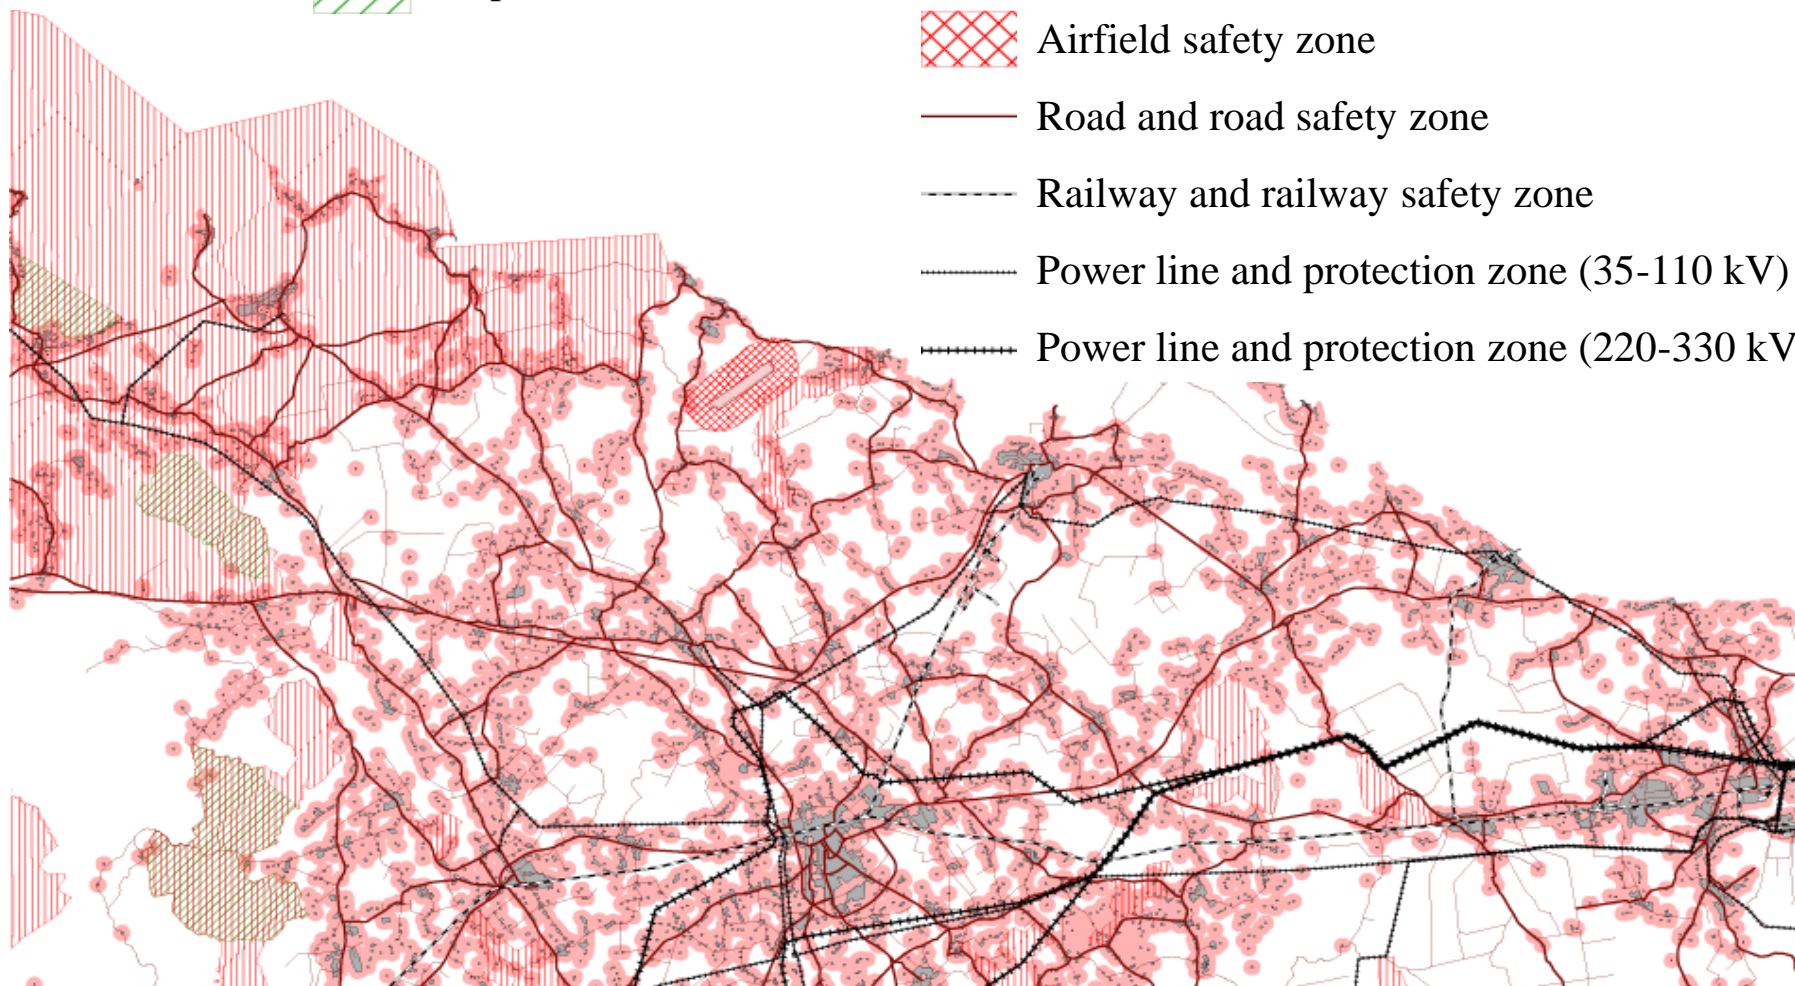 Airfield safety zone
Road and road safety zone
Railway and railway safety zone
Power line and protection zone (35-110 kV)
Power line and protection zone (220-330 kV